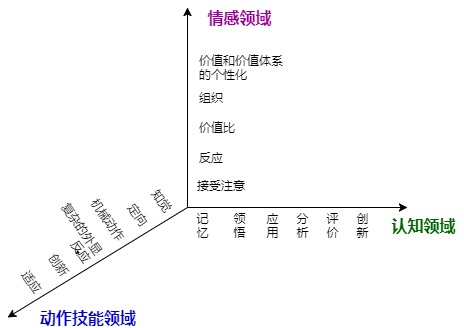 情感领域
价值和价值体系
的个性化
组织
价值比
反应
接受注意
知觉
定向
机械动作
复杂的外显
反应
创新
适应
记忆
领悟
应用
分析
评价
创新
认知领域
动作技能领域